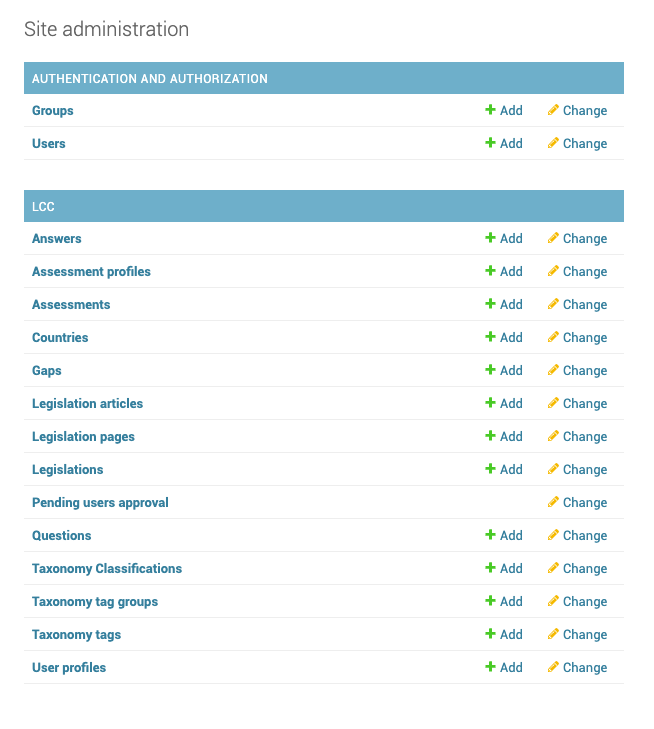 Site administration
AUTHENTICATION AND AUTHORIZATION
Groups Add Change
Users Add Change
LCC
Answers Add Change
Assessment profiles Add Change
Assessments Add Change
Countries Add Change
Gaps Add Change
Legislation articles Add Change
Legislation pages Add Change
Legislations Add Change
Pending users approval Change
Questions Add Change
Taxonomy Classifications Add Change
Taxonomy tag groups Add Change
Taxonomy tags Add Change
User profiles Add Change